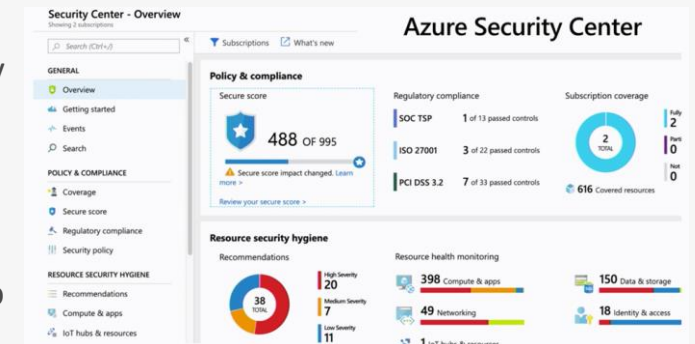 Security Center - Overview
Showing 2 subscriptions
Azure Security Center
Search (Ctrl+/)
Subscriptions
What's new
GENERAL
Overview
Getting started
Events
Search
POLICY & COMPLIANCE
Coverage
Secure score
Regulatory compliance
Security policy
RESOURCE SECURITY HYGIENE
Recommendations
Compute & apps
IoT hubs & resources
Policy & compliance
Secure score
488 OF 995
Secure score impact changed. Learn
more >
Review your secure score >
Regulatory compliance
SOC TSP 1 of 13 passed controls
ISO 27001 3 of 22 passed controls
PCI DSS 3.2 7 of 33 passed controls
Subscription coverage
2
TOTAL
Fully
2
Parti
0
Not
0
616 Covered resources
Resource security hygiene
Recommendations
38
TOTAL
High Severity
20
Medium Severity
7
Low Severity
11
Resource health monitoring
398 Compute & apps
150 Data & storage
49 Networking
18 Identity & access
1 IoT hubs & resources